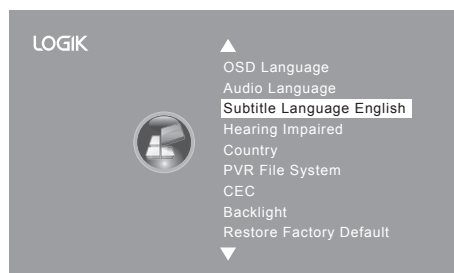 LOGIK
OSD Language
Audio Language
Subtitle Language English
Hearing Impaired
Country
PVR File System
CEC
Backlight
Restore Factory Default